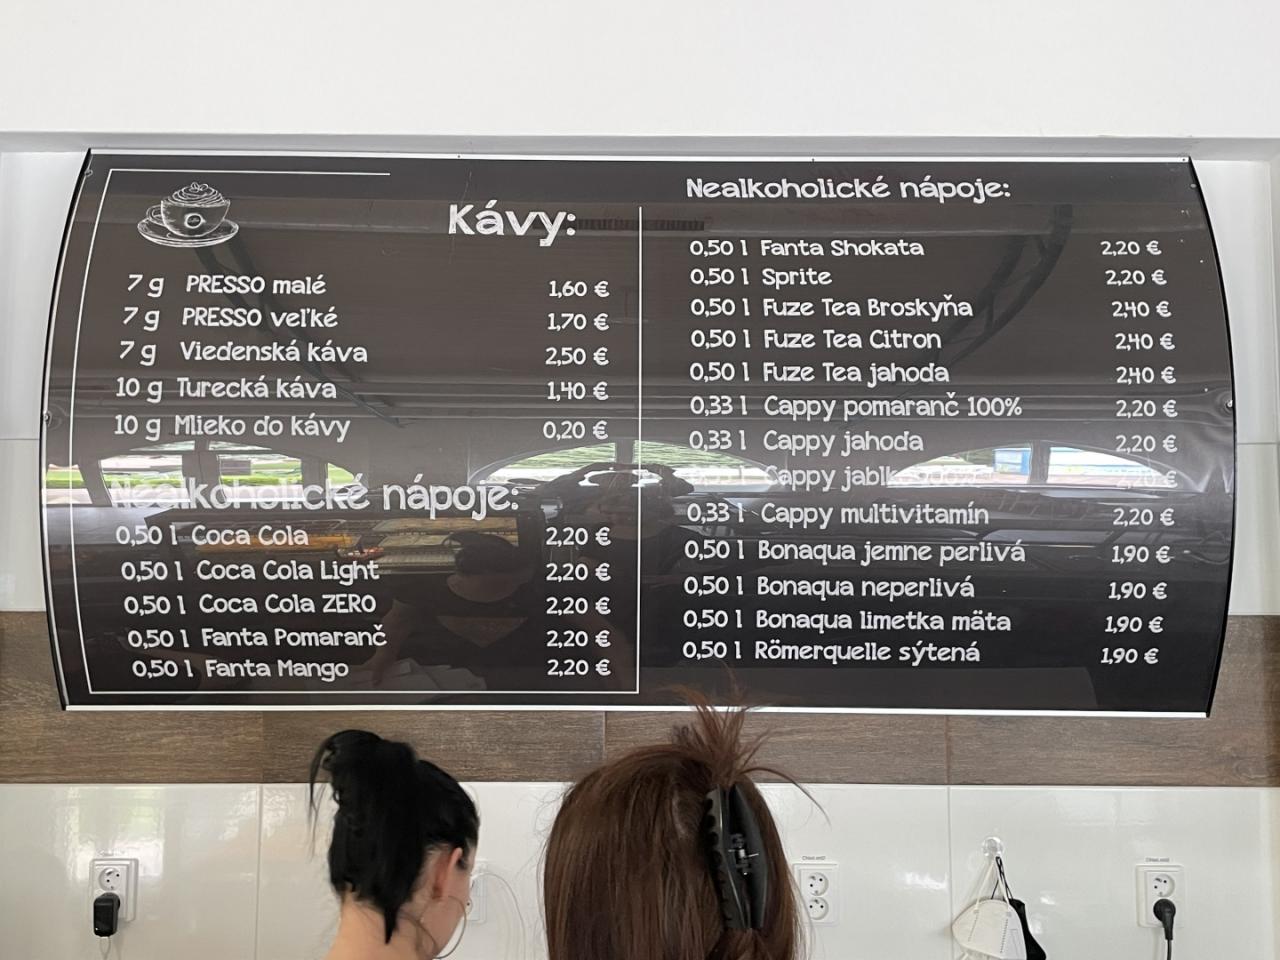 Kávy:
7 g PRESSO malé 1,60 €
7 g PRESSO veľké 1,70 €
7 g Viedenská káva 2,50 €
10 g Turecká káva 1,40 €
10 g Mlieko do kávy 0,20 €
Nealkoholické nápoje:
0,50 l Coca Cola 2,20 €
0,50 l Coca Cola Light 2,20 €
0,50 l Coca Cola ZERO 2,20 €
0,50 l Fanta Pomaranč 2,20 €
0,50 l Fanta Mango 2,20 €
Nealkoholické nápoje:
0,50 l Fanta Shokata 2,20 €
0,50 l Sprite 2,20 €
0,50 l Fuze Tea Broskyňa 2,40 €
0,50 l Fuze Tea Citron 2,40 €
0,50 l Fuze Tea jahoda 2,40 €
0,33 l Cappy pomaranč 100% 2,20 €
0,33 l Cappy jahoda 2,20 €
Cappy 2,20 €
0,33 l Cappy multivitamín 2,20 €
0,50 l Bonaqua jemne perlivá 1,90 €
0,50 l Bonaqua neperlivá 1,90 €
0,50 l Bonaqua limetka mäta 1,90 €
0,50 l Römerquelle sýtená 1,90 €